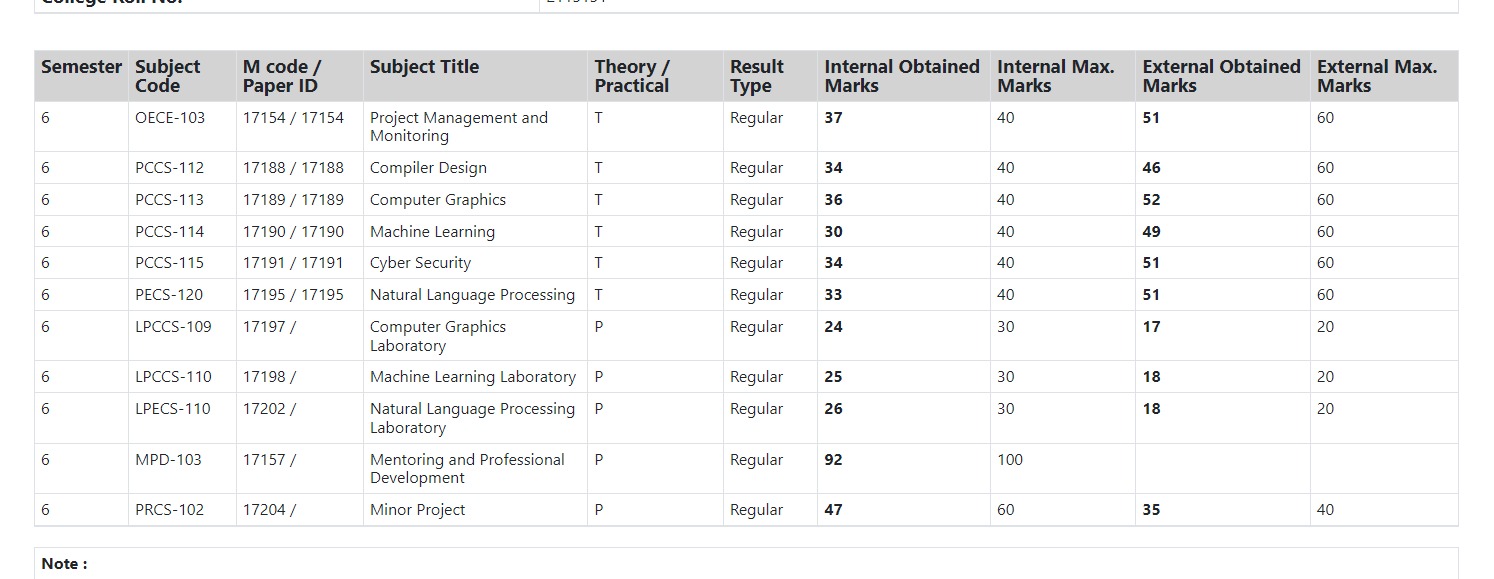 College Roll No.
Semester Subject Code M code / Paper ID Subject Title Theory / Practical Result Type Internal Obtained Marks Internal Max. Marks External Obtained Marks External Max. Marks
6 OECE-103 17154 / 17154 Project Management and Monitoring T Regular 37 40 51 60
6 PCCS-112 17188 / 17188 Compiler Design T Regular 34 40 46 60
6 PCCS-113 17189 / 17189 Computer Graphics T Regular 36 40 52 60
6 PCCS-114 17190 / 17190 Machine Learning T Regular 30 40 49 60
6 PCCS-115 17191 / 17191 Cyber Security T Regular 34 40 51 60
6 PECS-120 17195 / 17195 Natural Language Processing T Regular 33 40 51 60
6 LPCCS-109 17197 / Computer Graphics Laboratory P Regular 24 30 17 20
6 LPCCS-110 17198 / Machine Learning Laboratory P Regular 25 30 18 20
6 LPECS-110 17202 / Natural Language Processing Laboratory P Regular 26 30 18 20
6 MPD-103 17157 / Mentoring and Professional Development P Regular 92 100
6 PRCS-102 17204 / Minor Project P Regular 47 60 35 40
Note :